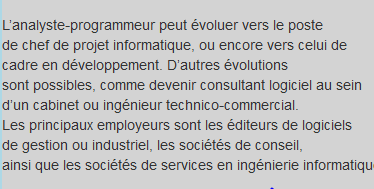 L'analyste-programmeur peut évoluer vers le poste
de chef de projet informatique, ou encore vers celui de
cadre en développement. D'autres évolutions
sont possibles, comme devenir consultant logiciel au sein
d'un cabinet ou ingénieur technico-commercial.
Les principaux employeurs sont les éditeurs de logiciels
de gestion ou industriel, les sociétés de conseil,
ainsi que les sociétés de services en ingénierie informatiqu